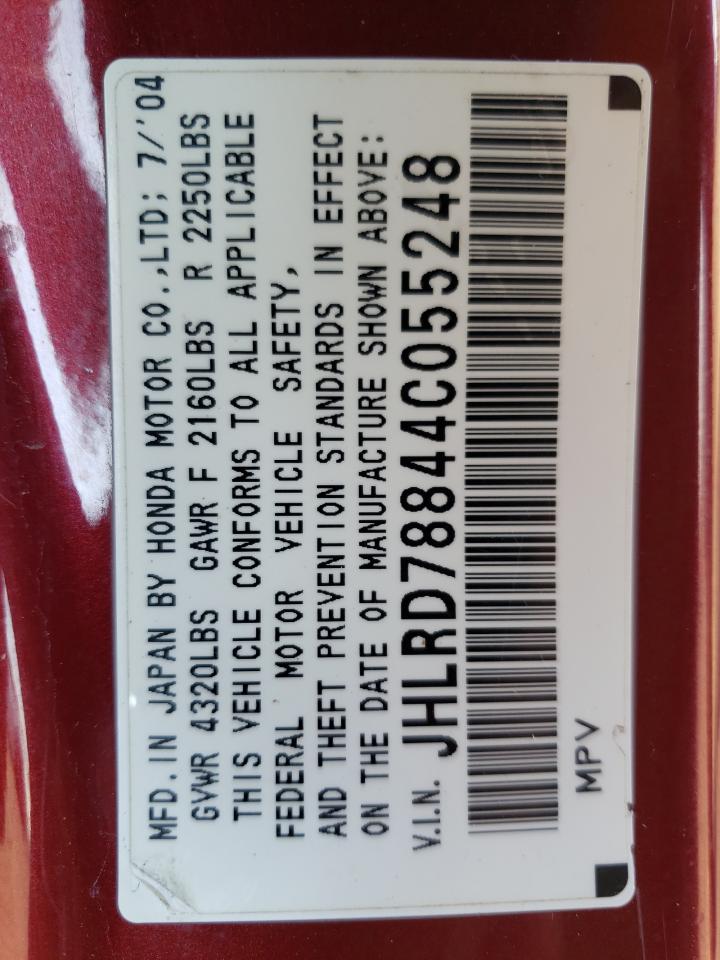 MFD. IN JAPAN BY HONDA MOTOR CO.,LTD; 7/'04
GVWR 4320LBS GAWR F 2160LBS R 2250LBS
THIS VEHICLE CONFORMS TO ALL APPLICABLE
FEDERAL MOTOR VEHICLE SAFETY,
AND THEFT PREVENTION STANDARDS IN EFFECT
ON THE DATE OF MANUFACTURE SHOWN ABOVE:
V.I.N. JHLRD78844C055248
MPV